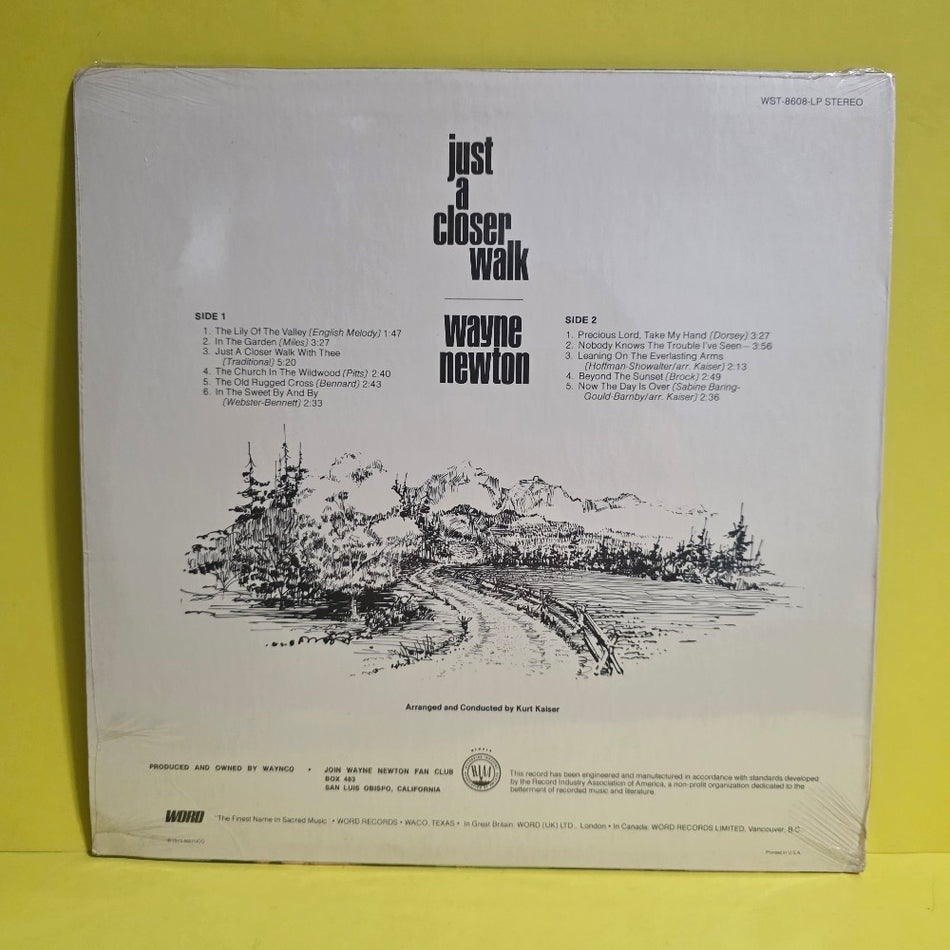 WST-8608-LP STEREO
just
a
closer
walk
wayne
newton
SIDE 1
1. The Lily Of The Valley (English Melody) 1:47
2. In The Garden (Miles) 3:27
3. Just A Closer Walk With Thee
(Traditional) 5:20
4. The Church In The Wildwood (Pitts) 2:40
5. The Old Rugged Cross (Bennard) 2:43
6. In The Sweet By And By
(Webster-Bennett) 2:33
SIDE 2
1. Precious Lord, Take My Hand (Dorsey) 3:27
2. Nobody Knows The Trouble I've Seen – 3:56
3. Leaning On The Everlasting Arms
(Hoffman-Showalter/arr. Kaiser) 2:13
4. Beyond The Sunset (Brock) 2:49
5. Now The Day Is Over (Sabine Baring-
Gould-Barnby/arr. Kaiser) 2:36
Arranged and Conducted by Kurt Kaiser
PRODUCED AND OWNED BY WAYNCO •
JOIN WAYNE NEWTON FAN CLUB
BOX 483
SAN LUIS OBISPO, CALIFORNIA
This record has been engineered and manufactured in accordance with standards developed
by the Record Industry Association of America, a non-profit organization dedicated to the
betterment of recorded music and literature.
WORD "The Finest Name in Sacred Music" • WORD RECORDS • WACO, TEXAS • In Great Britain: WORD (UK) LTD., London • In Canada: WORD RECORDS LIMITED, Vancouver, B.C.
Printed in U.S.A.